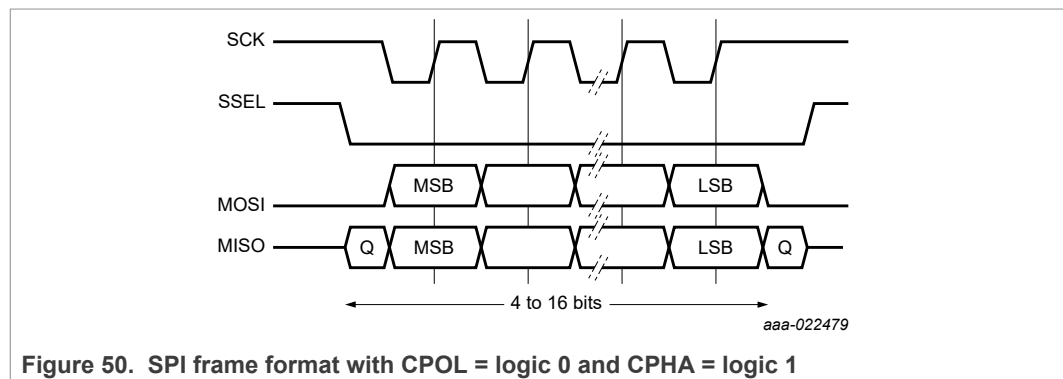 SCK
SSEL
MOSI MSB LSB
MISO Q MSB LSB Q
4 to 16 bits
aaa-022479
Figure 50. SPI frame format with CPOL = logic 0 and CPHA = logic 1